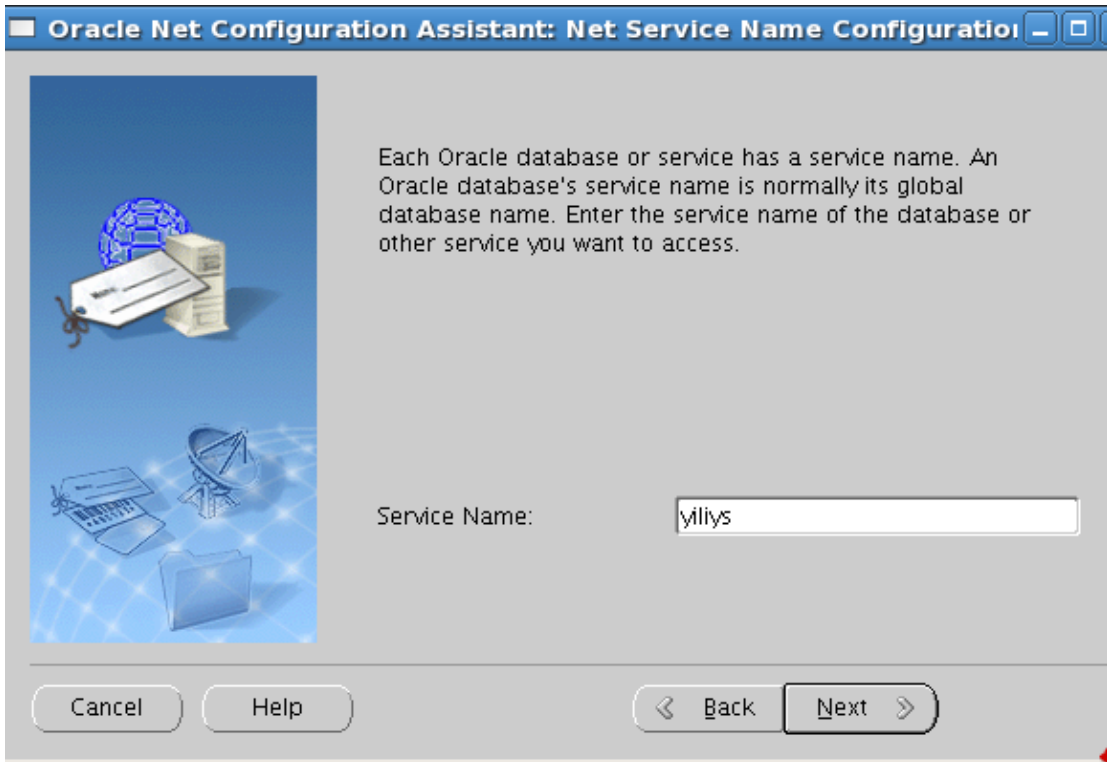 Oracle Net Configuration Assistant: Net Service Name Configuration
Each Oracle database or service has a service name. An
Oracle database's service name is normally its global
database name. Enter the service name of the database or
other service you want to access.
Service Name:
yiliys
Cancel
Help
Back
Next